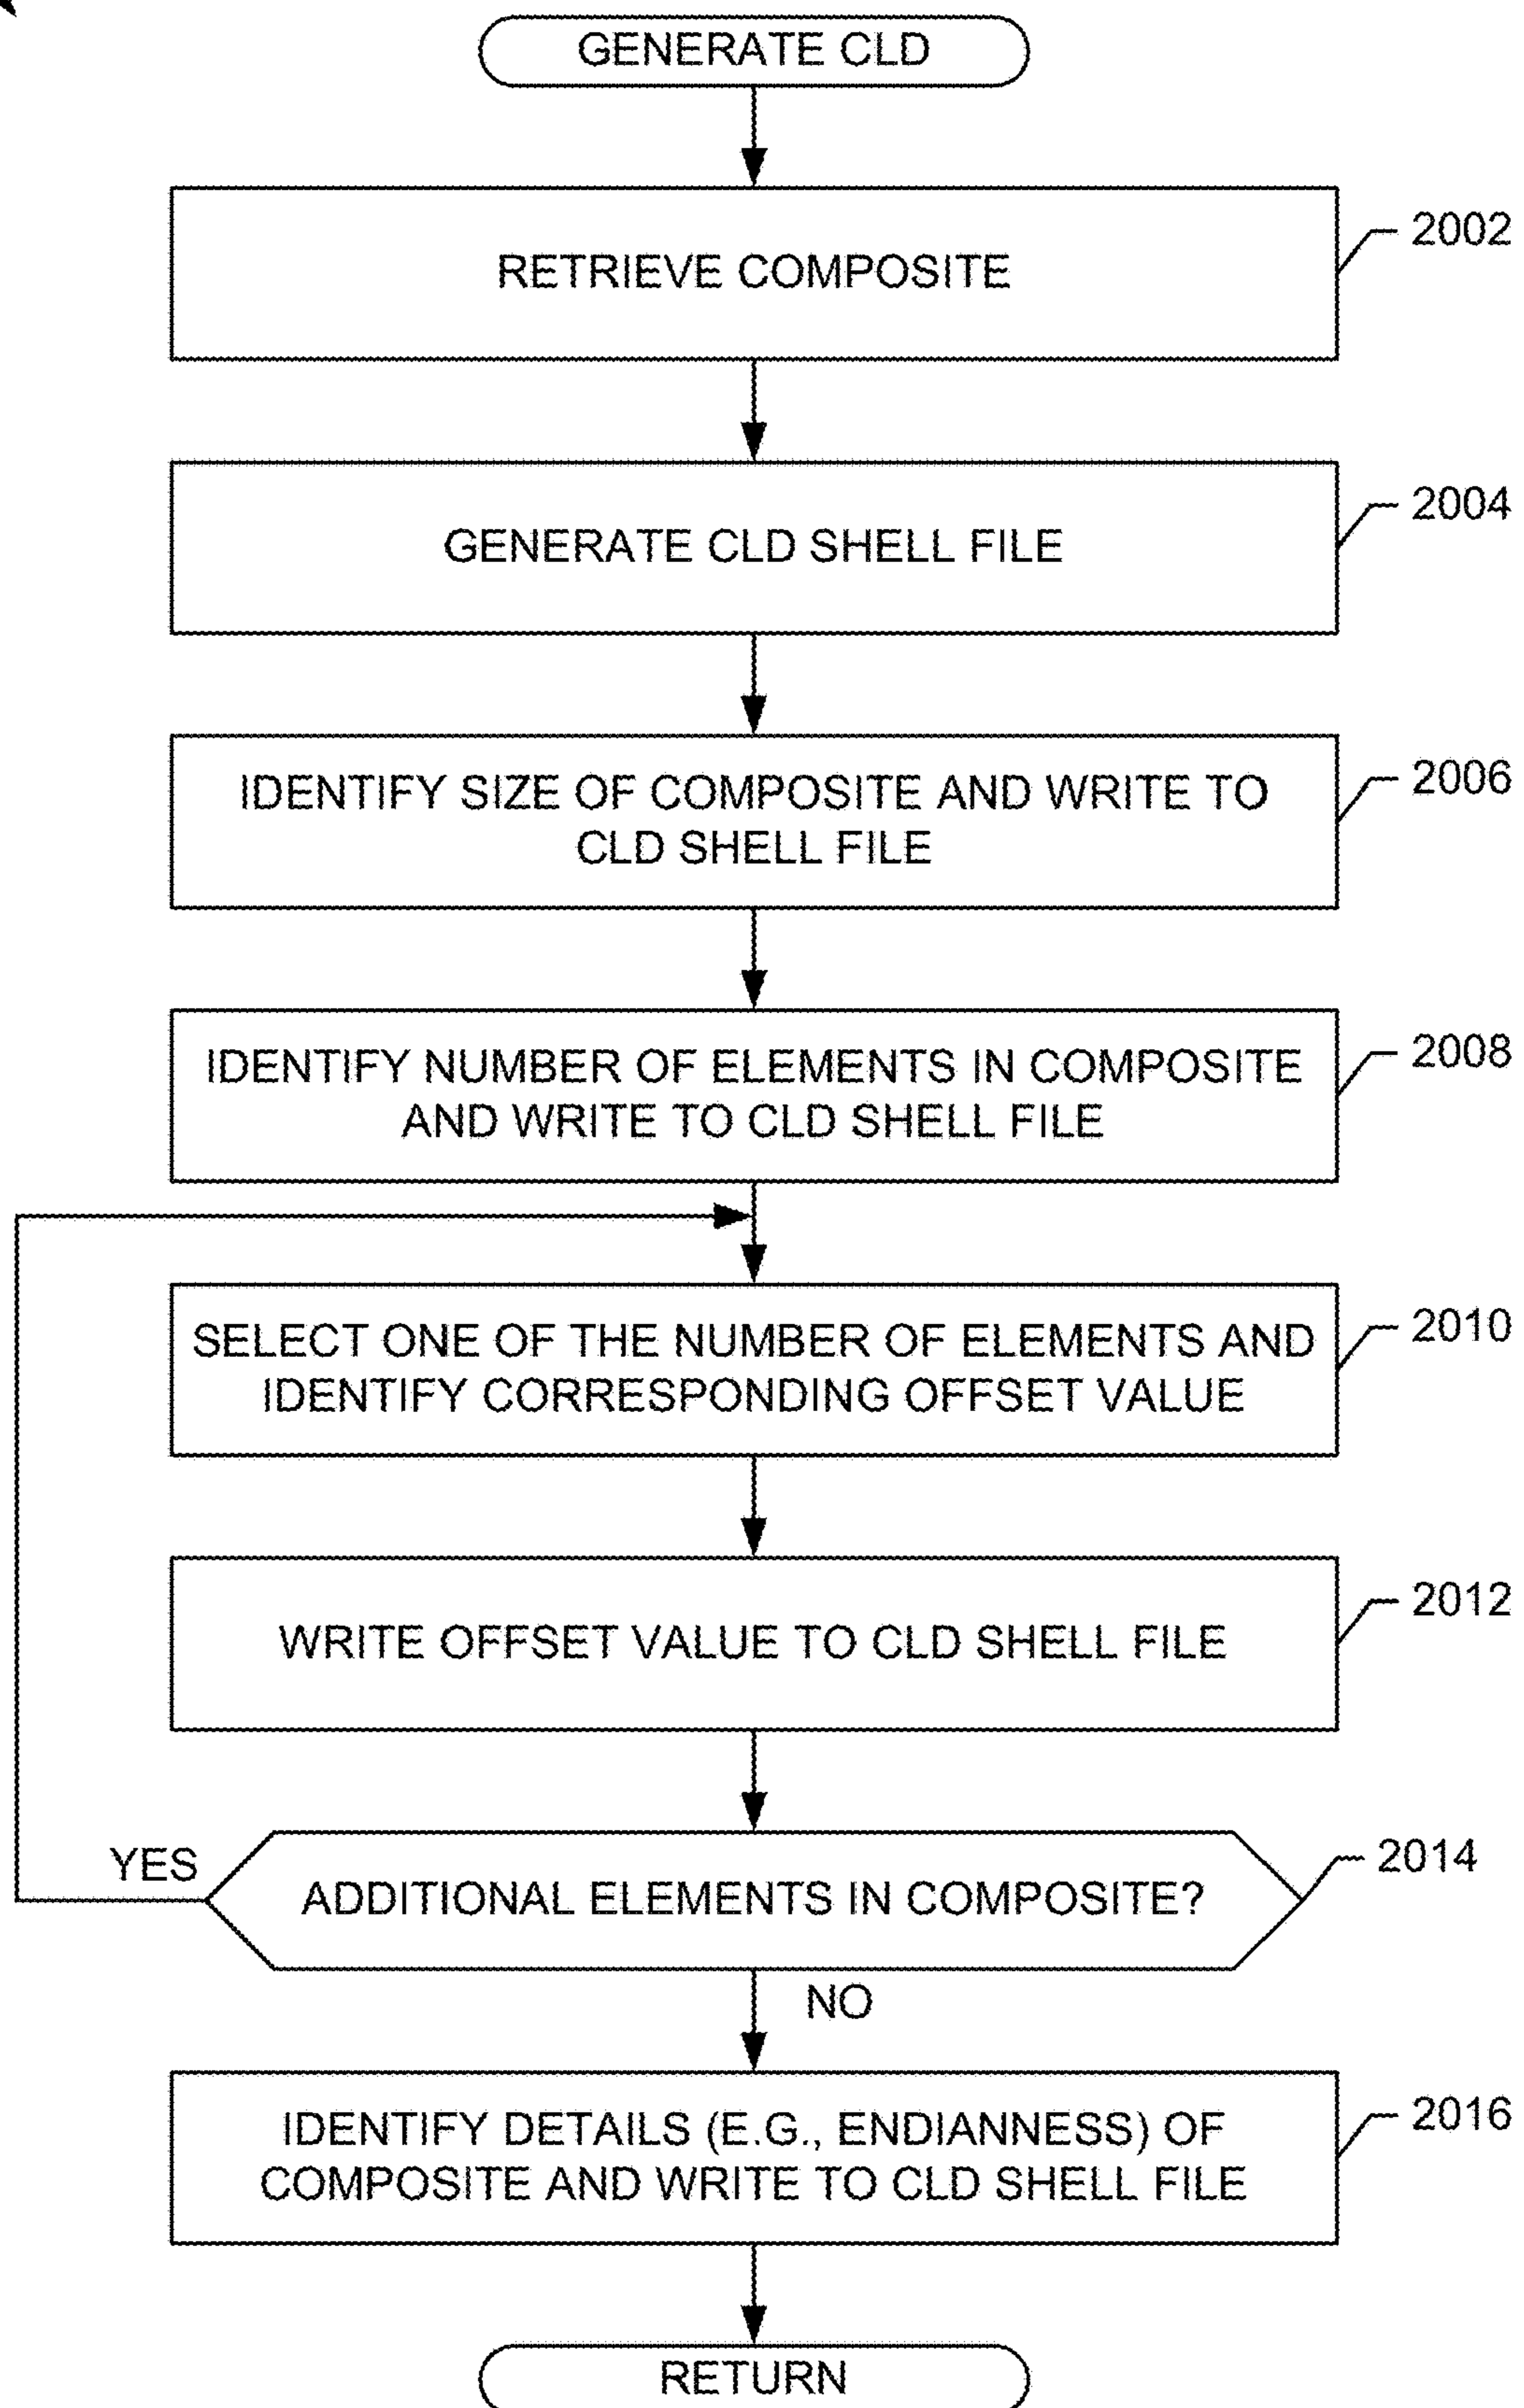 GENERATE CLD
RETRIEVE COMPOSITE
2002
GENERATE CLD SHELL FILE
2004
IDENTIFY SIZE OF COMPOSITE AND WRITE TO
CLD SHELL FILE
2006
IDENTIFY NUMBER OF ELEMENTS IN COMPOSITE
AND WRITE TO CLD SHELL FILE
2008
SELECT ONE OF THE NUMBER OF ELEMENTS AND
IDENTIFY CORRESPONDING OFFSET VALUE
2010
WRITE OFFSET VALUE TO CLD SHELL FILE
2012
YES
ADDITIONAL ELEMENTS IN COMPOSITE?
2014
NO
IDENTIFY DETAILS (E.G., ENDIANNESS) OF
COMPOSITE AND WRITE TO CLD SHELL FILE
2016
RETURN